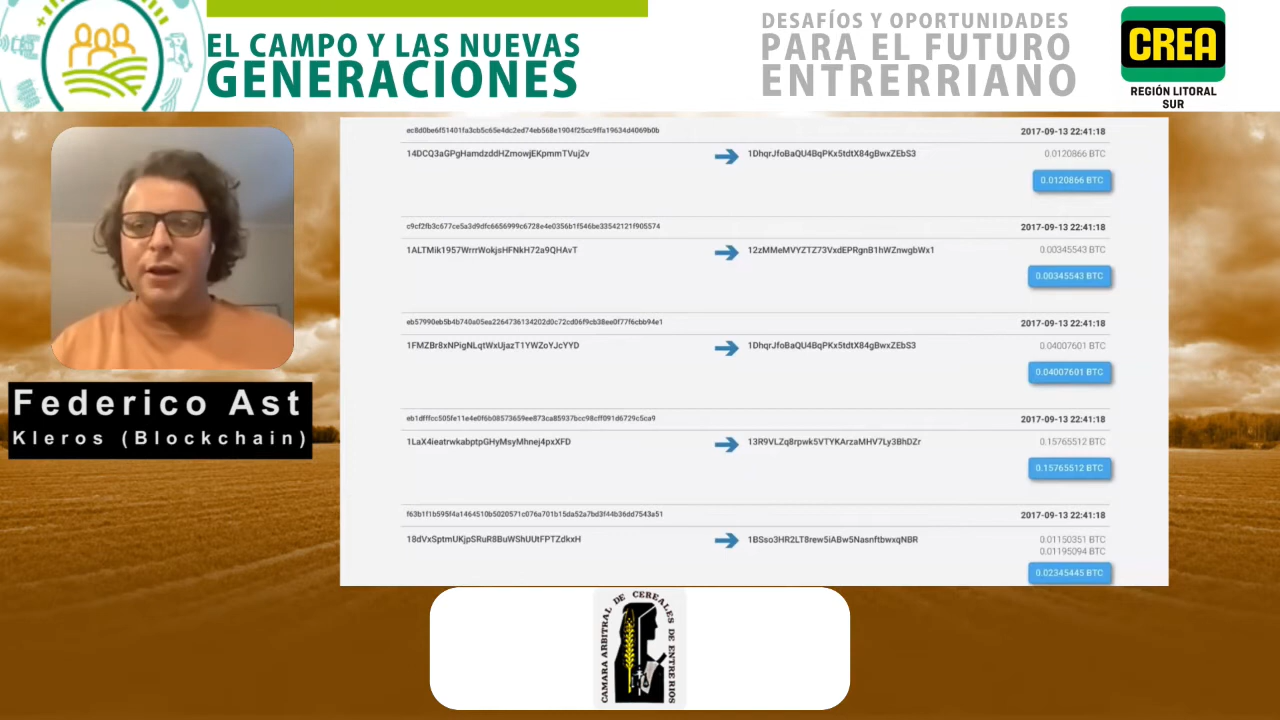 EL CAMPO Y LAS NUEVAS
GENERACIONES
DESAFÍOS Y OPORTUNIDADES
PARA EL FUTURO
ENTRERRIANO
CREA
REGIÓN LITORAL
SUR
ec8d0be6f51401fa3cb5c65e4dc2ed74eb568e1904f25cc9ffa19634d4069b0b 2017-09-13 22:41:18
14DCQ3aGPgHamdzddHZmowjEKpmmTVuj2v 1DhqrJfoBaQU4BqPKx5tdtX84gBwxZEbS3 0.0120866 BTC
0.0120866 BTC
c9cf2fb3c677ce5a3d9dfc6656999c6728e4e0356b1f546be33542121f905574 2017-09-13 22:41:18
1ALTMik1957WrrrWokjsHFNkH72a9QHAvT 12zMMeMVYZTZ73VxdEPRgnB1hWZnwgbWx1 0.00345543 BTC
0.00345543 BTC
eb57990eb5b4b740a05ea2264736134202d0c72cd06f9cb38ee0f77f6cbb94e1 2017-09-13 22:41:18
1FMZBr8xNPigNLqtWxUjazT1YWZoYJcYYD 1DhqrJfoBaQU4BqPKx5tdtX84gBwxZEbS3 0.04007601 BTC
0.04007601 BTC
eb1dfffcc505fe11e4e0f6b08573659ee873ca85937bcc98cff091d6729c5ca9 2017-09-13 22:41:18
1LaX4ieatrwkabptpGHyMsyMhnej4pxXFD 13R9VLZq8rpwk5VTYKArzaMHV7Ly3BhDZr 0.15765512 BTC
0.15765512 BTC
f63b1f1b595f4a1464510b5020571c076a701b15da52a7bd3f44b36dd7543a51 2017-09-13 22:41:18
18dVxSptmUKjpSRuR8BuWShUUtFPTZdkxH 1BSso3HR2LT8rew5iABw5NasnftbwxqNBR 0.01150351 BTC
0.01195094 BTC
0.02345445 BTC
Federico Ast
Kleros (Blockchain)
CAMARA ARBITRAL DE CEREALES DE ENTRE RIOS